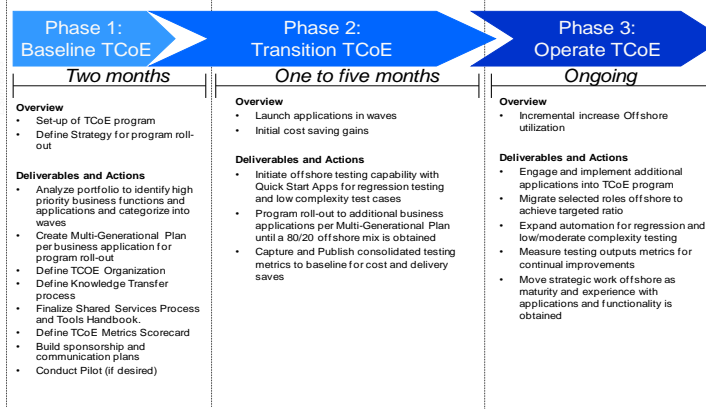 Phase 1:
Baseline TCoE
Phase 2:
Transition TCoE
Phase 3:
Operate TCoE
Two months
One to five months
Ongoing
Overview
• Set-up of TCoE program
• Define Strategy for program roll-
out
Deliverables and Actions
• Analyze portfolio to identify high
priority business functions and
applications and categorize into
waves
• Create Multi-Generational Plan
per business application for
program roll-out
• Define TCOE Organization
• Define Knowledge Transfer
process
• Finalize Shared Services Process
and Tools Handbook.
• Define TCoE Metrics Scorecard
• Build sponsorship and
communication plans
• Conduct Pilot (if desired)
Overview
• Launch applications in waves
• Initial cost saving gains
Deliverables and Actions
• Initiate offshore testing capability with
Quick Start Apps for regression testing
and low complexity test cases
• Program roll-out to additional business
applications per Multi-Generational Plan
until a 80/20 offshore mix is obtained
• Capture and Publish consolidated testing
metrics to baseline for cost and delivery
saves
Overview
• Incremental increase Offshore
utilization
Deliverables and Actions
• Engage and implement additional
applications into TCoE program
• Migrate selected roles offshore to
achieve targeted ratio
• Expand automation for regression and
low/moderate complexity testing
• Measure testing outputs metrics for
continual improvements
• Move strategic work offshore as
maturity and experience with
applications and functionality is
obtained